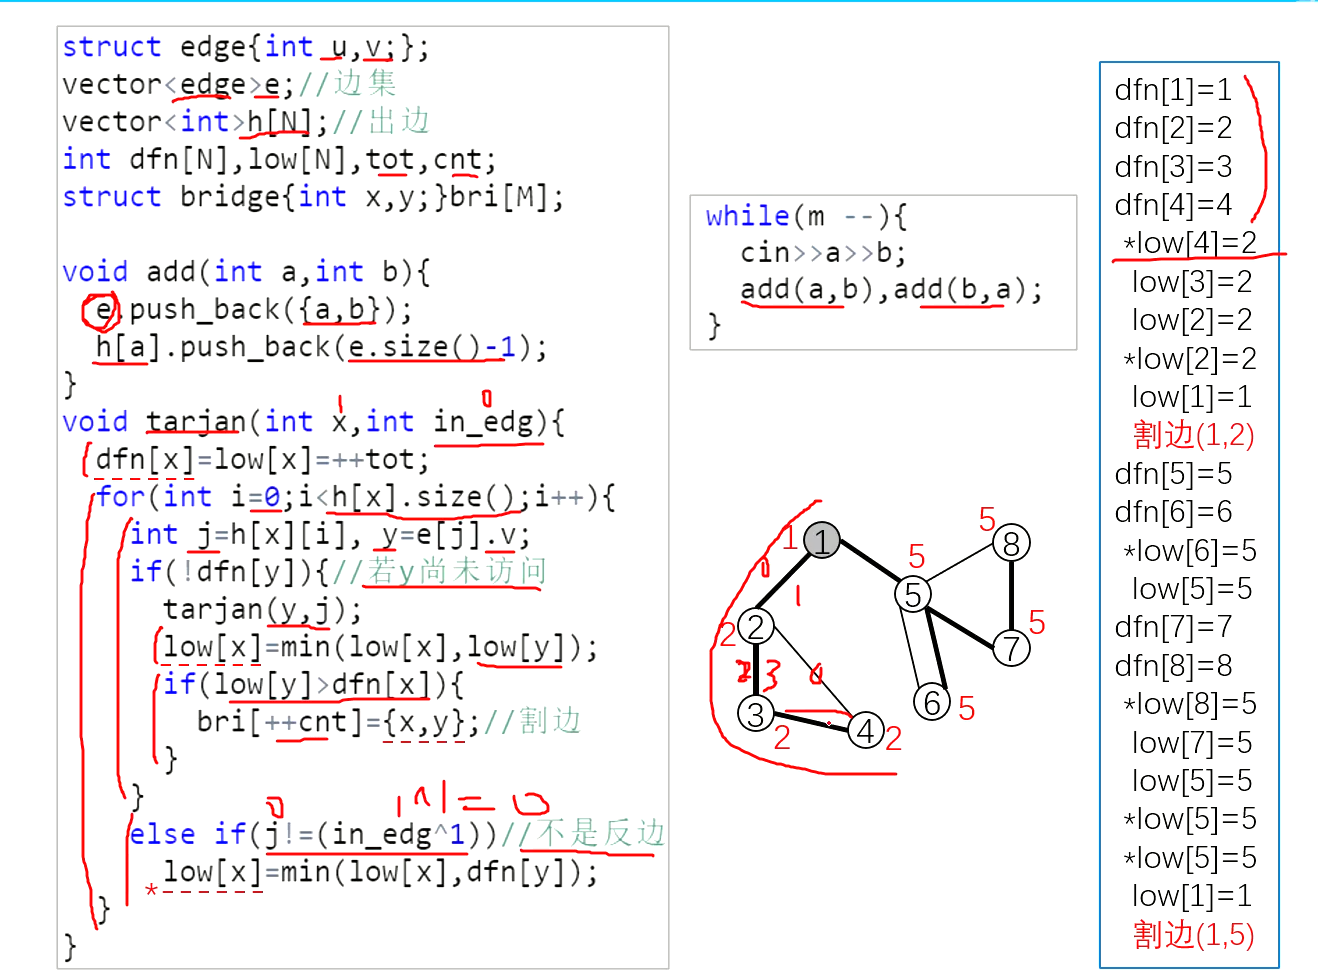 struct edge{int u,v;};
vector<edge>e;//边集
vector<int>h[N];//出边
int dfn[N],low[N],tot,cnt;
struct bridge{int x,y;}bri[M];
void add(int a,int b){
e.push_back({a,b});
h[a].push_back(e.size()-1);
}
1 0
void tarjan(int x,int in_edg){
dfn[x]=low[x]=++tot;
for(int i=0;i<h[x].size();i++){
int j=h[x][i], y=e[j].v;
if(!dfn[y]){//若y尚未访问
tarjan(y,j);
low[x]=min(low[x],low[y]);
if(low[y]>dfn[x]){
bri[++cnt]={x,y};//割边
}
}
0 1^1=0
else if(j!=(in_edg^1))//不是反边
*low[x]=min(low[x],dfn[y]);
}
}
while(m --){
cin>>a>>b;
add(a,b),add(b,a);
}
1 1
0
1
2 2
3
3 2
4 2
5 5
8 5
7 5
6 5
dfn[1]=1
dfn[2]=2
dfn[3]=3
dfn[4]=4
*low[4]=2
low[3]=2
low[2]=2
*low[2]=2
low[1]=1
割边(1,2)
dfn[5]=5
dfn[6]=6
*low[6]=5
low[5]=5
dfn[7]=7
dfn[8]=8
*low[8]=5
low[7]=5
low[5]=5
*low[5]=5
*low[5]=5
low[1]=1
割边(1,5)